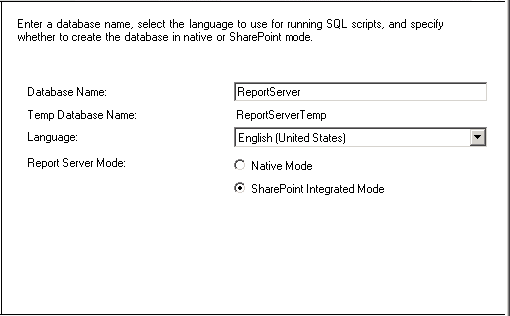 Enter a database name, select the language to use for running SQL scripts, and specify
whether to create the database in native or SharePoint mode.
Database Name: ReportServer
Temp Database Name: ReportServerTemp
Language: English (United States)
Report Server Mode: Native Mode
SharePoint Integrated Mode